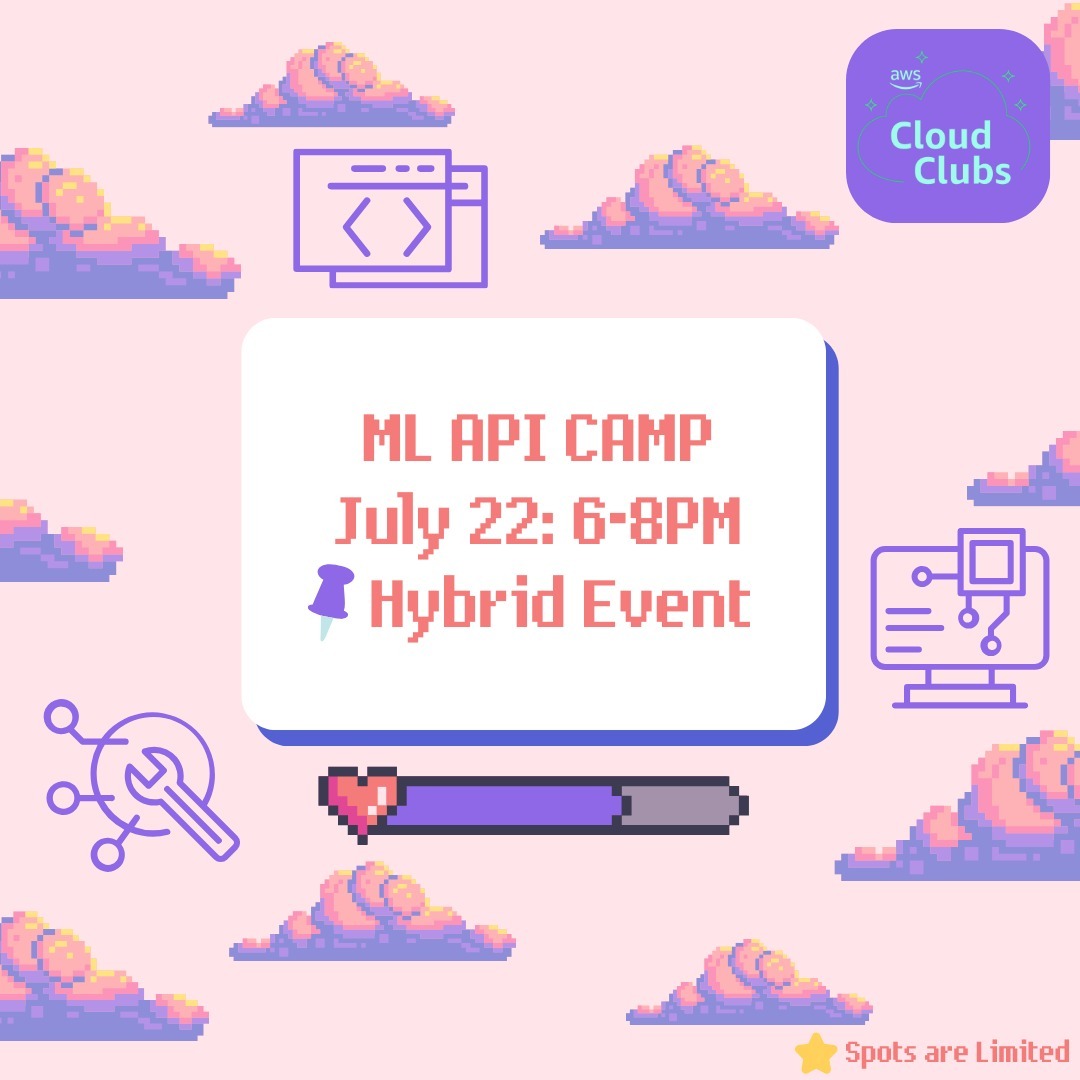 aws
Cloud
Clubs
ML API CAMP
July 22: 6-8PM
Hybrid Event
Spots are Limited